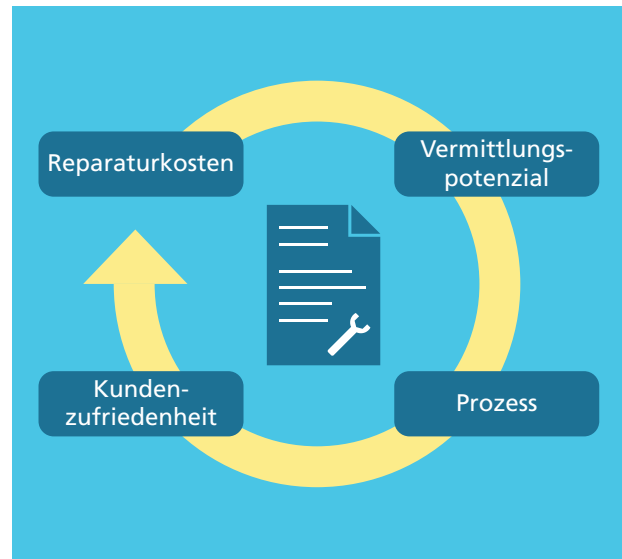 Reparaturkosten
Vermittlungs-
potenzial
Kunden-
zufriedenheit
Prozess